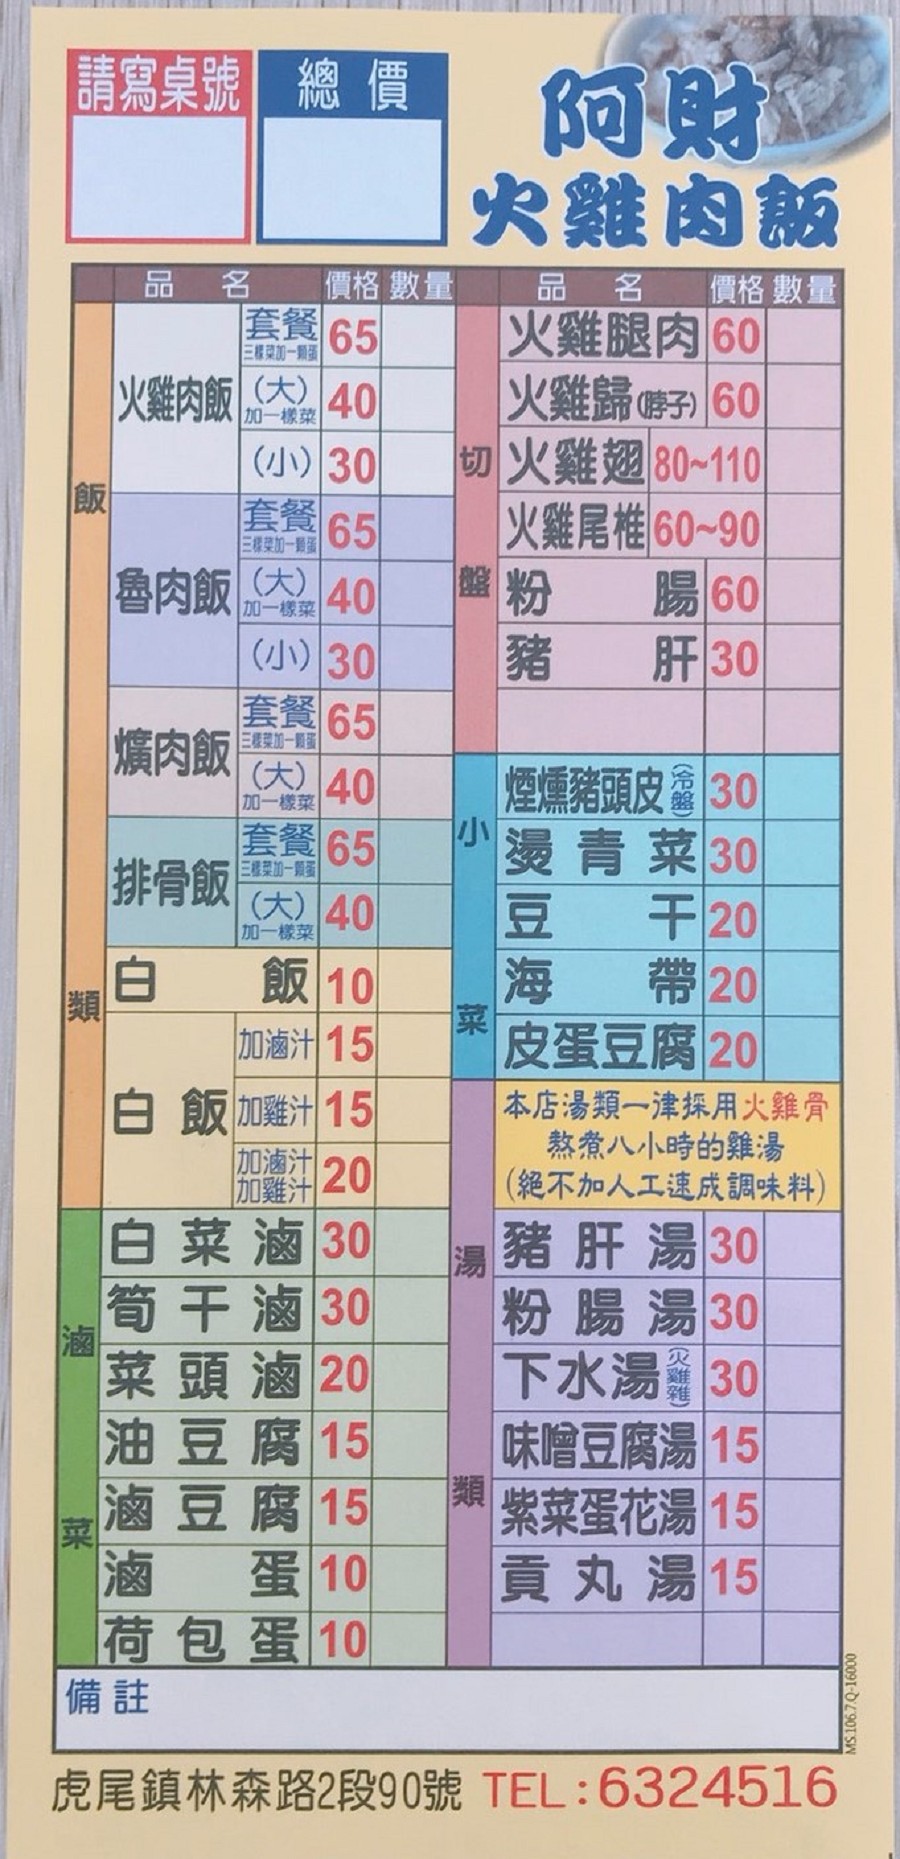 請寫桌號
總價
阿財
火雞肉飯
品名 價格 數量
飯類
火雞肉飯
套餐 三樣菜加一顆蛋 65
(大) 加一樣菜 40
(小) 30
魯肉飯
套餐 三樣菜加一顆蛋 65
(大) 加一樣菜 40
(小) 30
爌肉飯
套餐 三樣菜加一顆蛋 65
(大) 加一樣菜 40
排骨飯
套餐 三樣菜加一顆蛋 65
(大) 加一樣菜 40
白飯 10
白飯
加滷汁 15
加雞汁 15
加滷汁 加雞汁 20
滷菜
白菜滷 30
筍干滷 30
菜頭滷 20
油豆腐 15
滷豆腐 15
滷蛋 10
荷包蛋 10
品名 價格 數量
切盤
火雞腿肉 60
火雞歸(脖子) 60
火雞翅 80~110
火雞尾椎 60~90
粉腸 60
豬肝 30
小菜
煙燻豬頭皮(冷盤) 30
燙青菜 30
豆干 20
海帶 20
皮蛋豆腐 20
湯類
本店湯類一律採用火雞骨
熬煮八小時的雞湯
(絕不加人工速成調味料)
豬肝湯 30
粉腸湯 30
下水湯(火雞雜) 30
味噌豆腐湯 15
紫菜蛋花湯 15
貢丸湯 15
備註
MS.106.7.Q-16000
虎尾鎮林森路2段90號 TEL:6324516